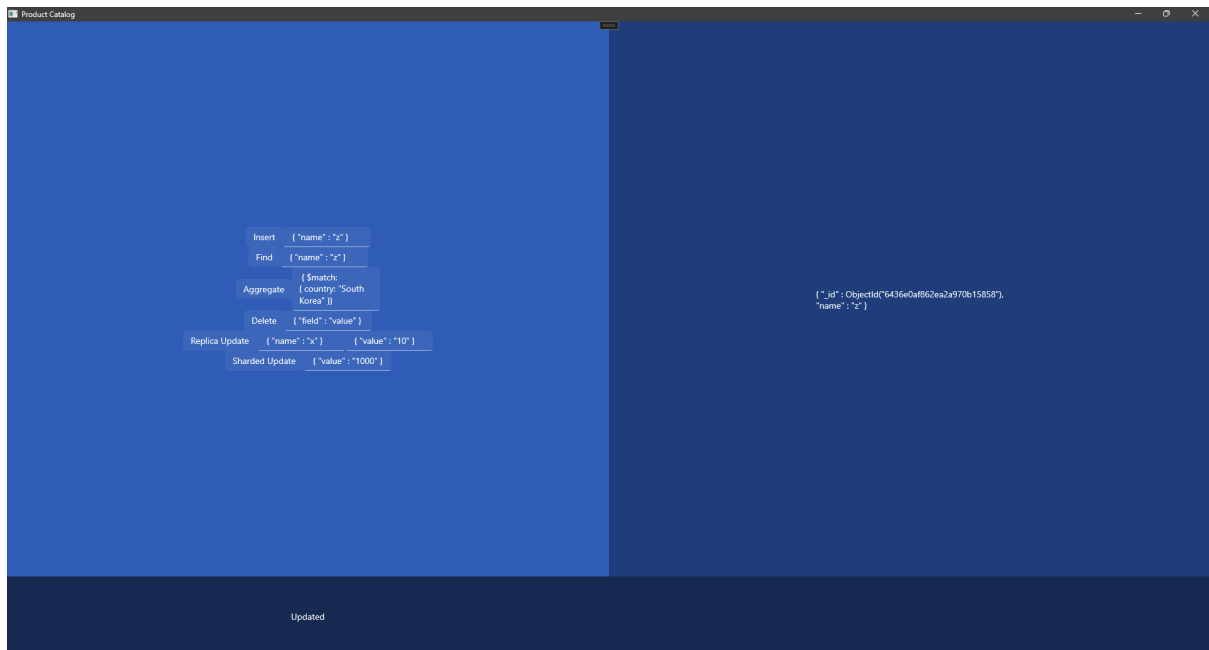 Product Catalog
Insert { "name" : "z" }
Find { "name" : "z" }
Aggregate { $match:
{ country: "South
Korea" }}
Delete { "field" : "value" }
Replica Update { "name" : "x" } { "value" : "10" }
Sharded Update { "value" : "1000" }
{ "_id" : ObjectId("6436e0af862ea2a970b15858"),
"name" : "z" }
Updated